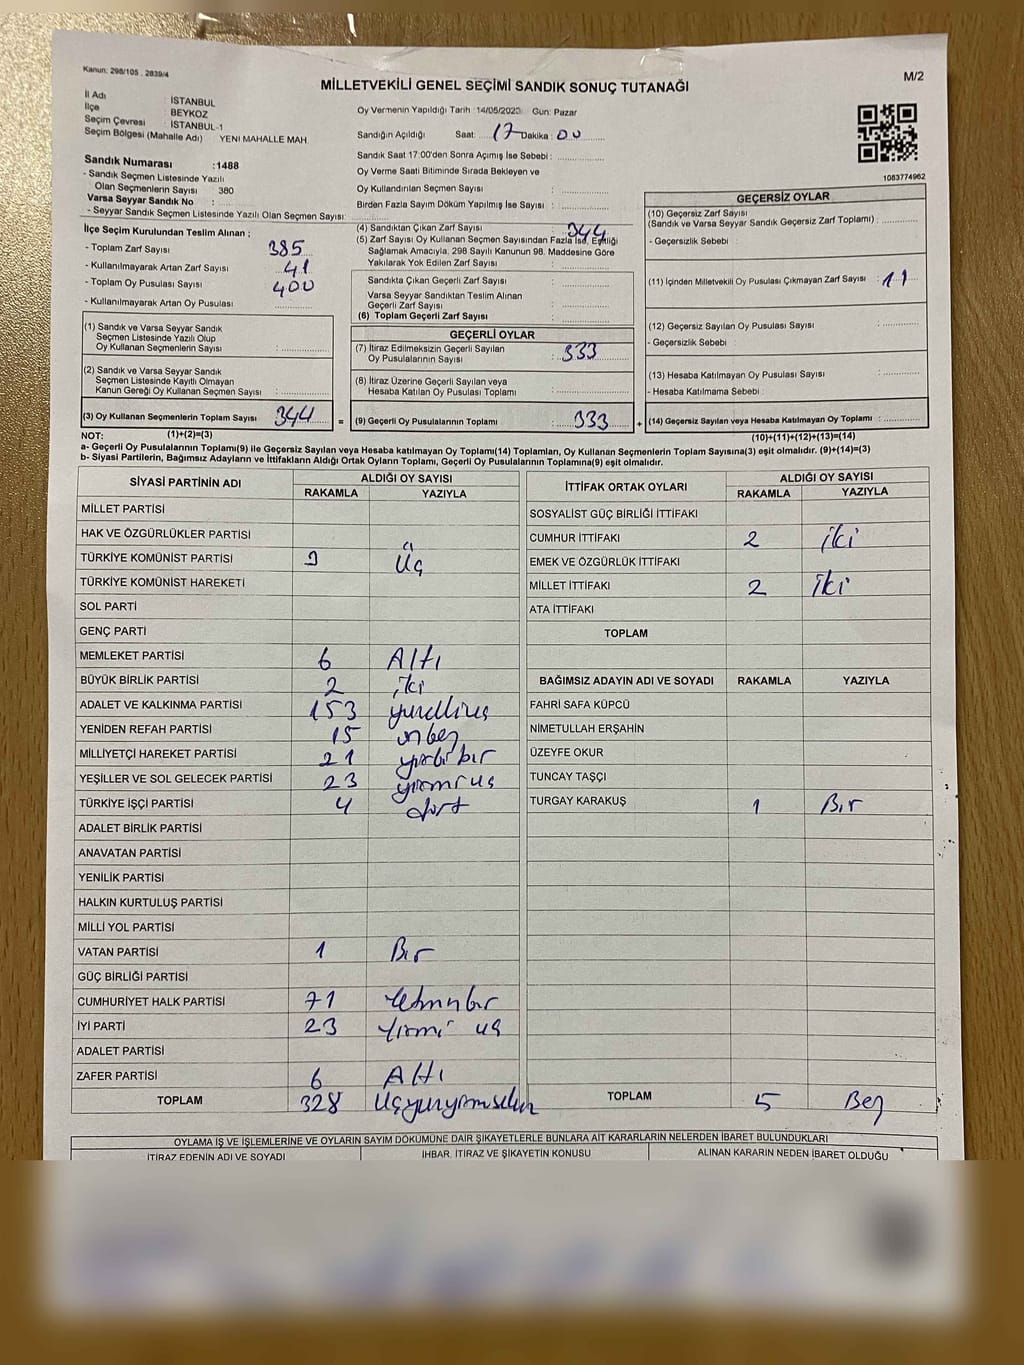 Kanun: 298/105 . 2839/4
MİLLETVEKİLİ GENEL SEÇİMİ SANDIK SONUÇ TUTANAĞI
M/2
İl Adı : İSTANBUL
İlçe : BEYKOZ
Seçim Çevresi : İSTANBUL-1
Seçim Bölgesi (Mahalle Adı) YENİ MAHALLE MAH.
Sandık Numarası :1488
- Sandık Seçmen Listesinde Yazılı
Olan Seçmenlerin Sayısı : 380
Varsa Seyyar Sandık No :
- Seyyar Sandık Seçmen Listesinde Yazılı Olan Seçmen Sayısı:
Oy Vermenin Yapıldığı Tarih :14/05/2023 Gün: Pazar
Sandığın Açıldığı Saat: 17 Dakika: 00
Sandık Saat 17:00'den Sonra Açılmış İse Sebebi :
Oy Verme Saati Bitiminde Sırada Bekleyen ve
Oy Kullandırılan Seçmen Sayısı :
Birden Fazla Sayım Döküm Yapılmış İse Sayısı :
1083774962
İlçe Seçim Kurulundan Teslim Alınan ;
- Toplam Zarf Sayısı : 385
- Kullanılmayarak Artan Zarf Sayısı : 41
- Toplam Oy Pusulası Sayısı : 400
- Kullanılmayarak Artan Oy Pusulası :
(4) Sandıktan Çıkan Zarf Sayısı : 344
(5) Zarf Sayısı Oy Kullanan Seçmen Sayısından Fazla İse, Eşitliği
Sağlamak Amacıyla, 298 Sayılı Kanunun 98. Maddesine Göre
Yakılarak Yok Edilen Zarf Sayısı :
Sandıkta Çıkan Geçerli Zarf Sayısı :
Varsa Seyyar Sandıktan Teslim Alınan
Geçerli Zarf Sayısı :
(6) Toplam Geçerli Zarf Sayısı :
GEÇERSİZ OYLAR
(10) Geçersiz Zarf Sayısı
(Sandık ve Varsa Seyyar Sandık Geçersiz Zarf Toplamı) :
- Geçersizlik Sebebi :
(11) İçinden Milletvekili Oy Pusulası Çıkmayan Zarf Sayısı : 11
(12) Geçersiz Sayılan Oy Pusulası Sayısı :
- Geçersizlik Sebebi :
(13) Hesaba Katılmayan Oy Pusulası Sayısı :
- Hesaba Katılmama Sebebi :
(14) Geçersiz Sayılan veya Hesaba Katılmayan Oy Toplamı :
(10)+(11)+(12)+(13)=(14)
(1) Sandık ve Varsa Seyyar Sandık
Seçmen Listesinde Yazılı Olup
Oy Kullanan Seçmenlerin Sayısı :
(2) Sandık ve Varsa Seyyar Sandık
Seçmen Listesinde Kayıtlı Olmayan
Kanun Gereği Oy Kullanan Seçmen Sayısı :
(3) Oy Kullanan Seçmenlerin Toplam Sayısı : 344 =
GEÇERLİ OYLAR
(7) İtiraz Edilmeksizin Geçerli Sayılan
Oy Pusulalarının Sayısı : 333
(8) İtiraz Üzerine Geçerli Sayılan veya
Hesaba Katılan Oy Pusulası Toplamı :
(9) Geçerli Oy Pusulalarının Toplamı : 333 +
NOT: (1)+(2)=(3)
a- Geçerli Oy Pusulaları Toplamı(9) ile Geçersiz Sayılan veya Hesaba katılmayan Oy Toplamı(14) Toplamları, Oy Kullanan Seçmenlerin Toplam Sayısına(3) eşit olmalıdır. (9)+(14)=(3)
b- Siyasi Partilerin, Bağımsız Adayların ve İttifakların Aldığı Ortak Oyların Toplamı, Geçerli Oy Pusulalarının Toplamına(9) eşit olmalıdır.
SİYASİ PARTİNİN ADI ALDIĞI OY SAYISI
RAKAMLA YAZIYLA
MİLLET PARTİSİ
HAK VE ÖZGÜRLÜKLER PARTİSİ
TÜRKİYE KOMÜNİST PARTİSİ 3 Üç
TÜRKİYE KOMÜNİST HAREKETİ
SOL PARTİ
GENÇ PARTİ
MEMLEKET PARTİSİ 6 Altı
BÜYÜK BİRLİK PARTİSİ 2 iki
ADALET VE KALKINMA PARTİSİ 153
YENİDEN REFAH PARTİSİ 15 onbeş
MİLLİYETÇİ HAREKET PARTİSİ 21
YEŞİLLER VE SOL GELECEK PARTİSİ 23
TÜRKİYE İŞÇİ PARTİSİ 4 dört
ADALET BİRLİK PARTİSİ
ANAVATAN PARTİSİ
YENİLİK PARTİSİ
HALKIN KURTULUŞ PARTİSİ
MİLLİ YOL PARTİSİ
VATAN PARTİSİ 1 Bir
GÜÇ BİRLİĞİ PARTİSİ
CUMHURİYET HALK PARTİSİ 71
İYİ PARTİ 23 Yirmi üç
ADALET PARTİSİ
ZAFER PARTİSİ 6 Altı
TOPLAM 328
İTTİFAK ORTAK OYLARI ALDIĞI OY SAYISI
RAKAMLA YAZIYLA
SOSYALİST GÜÇ BİRLİĞİ İTTİFAKI
CUMHUR İTTİFAKI 2 iki
EMEK VE ÖZGÜRLÜK İTTİFAKI
MİLLET İTTİFAKI 2 iki
ATA İTTİFAKI
TOPLAM
BAĞIMSIZ ADAYIN ADI VE SOYADI RAKAMLA YAZIYLA
FAHRİ SAFA KÜPCÜ
NİMETULLAH ERŞAHİN
ÜZEYFE OKUR
TUNCAY TAŞÇI
TURGAY KARAKUŞ 1 Bir
TOPLAM 5 Beş
OYLAMA İŞ VE İŞLEMLERİNE VE OYLARIN SAYIM DÖKÜMÜNE DAİR ŞİKAYETLERLE BUNLARA AİT KARARLARIN NELERDEN İBARET BULUNDUKLARI
İTİRAZ EDENİN ADI VE SOYADI İHBAR, İTİRAZ VE ŞİKAYETİN KONUSU ALINAN KARARIN NEDEN İBARET OLDUĞU